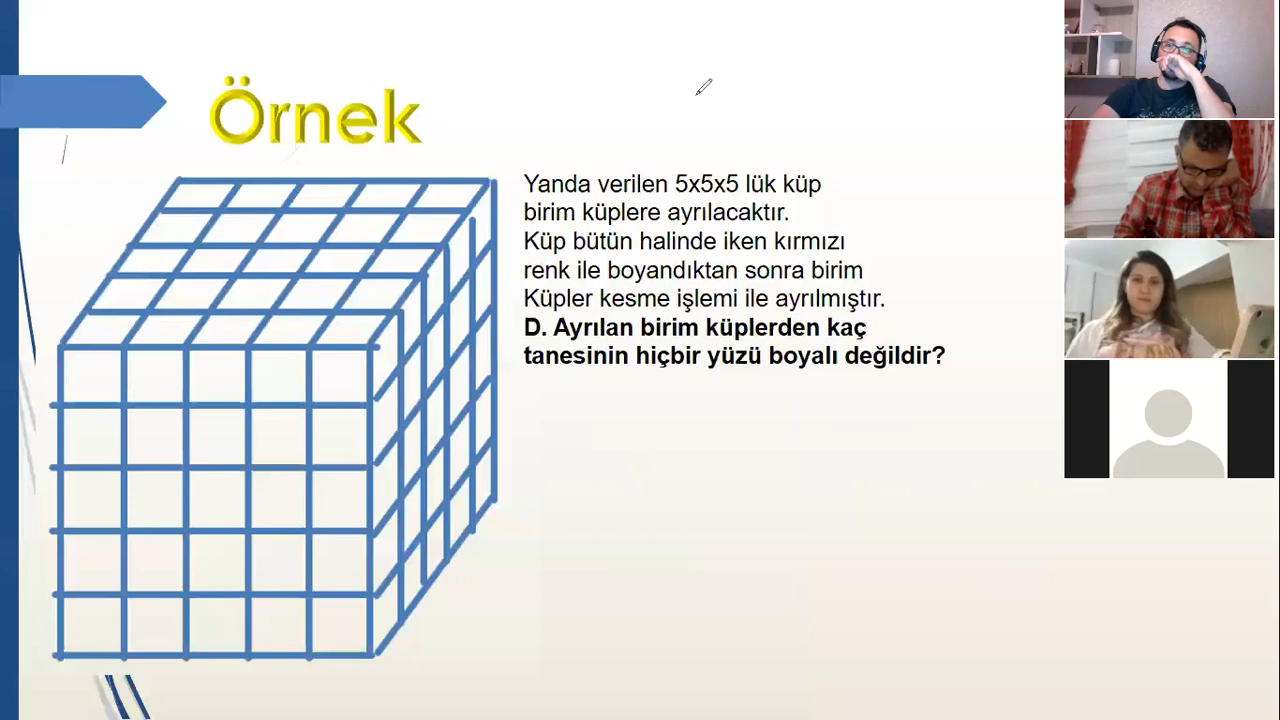 Örnek
Yanda verilen 5x5x5 lük küp
birim küplere ayrılacaktır.
Küp bütün halinde iken kırmızı
renk ile boyandıktan sonra birim
Küpler kesme işlemi ile ayrılmıştır.
D. Ayrılan birim küplerden kaç
tanesinin hiçbir yüzü boyalı değildir?